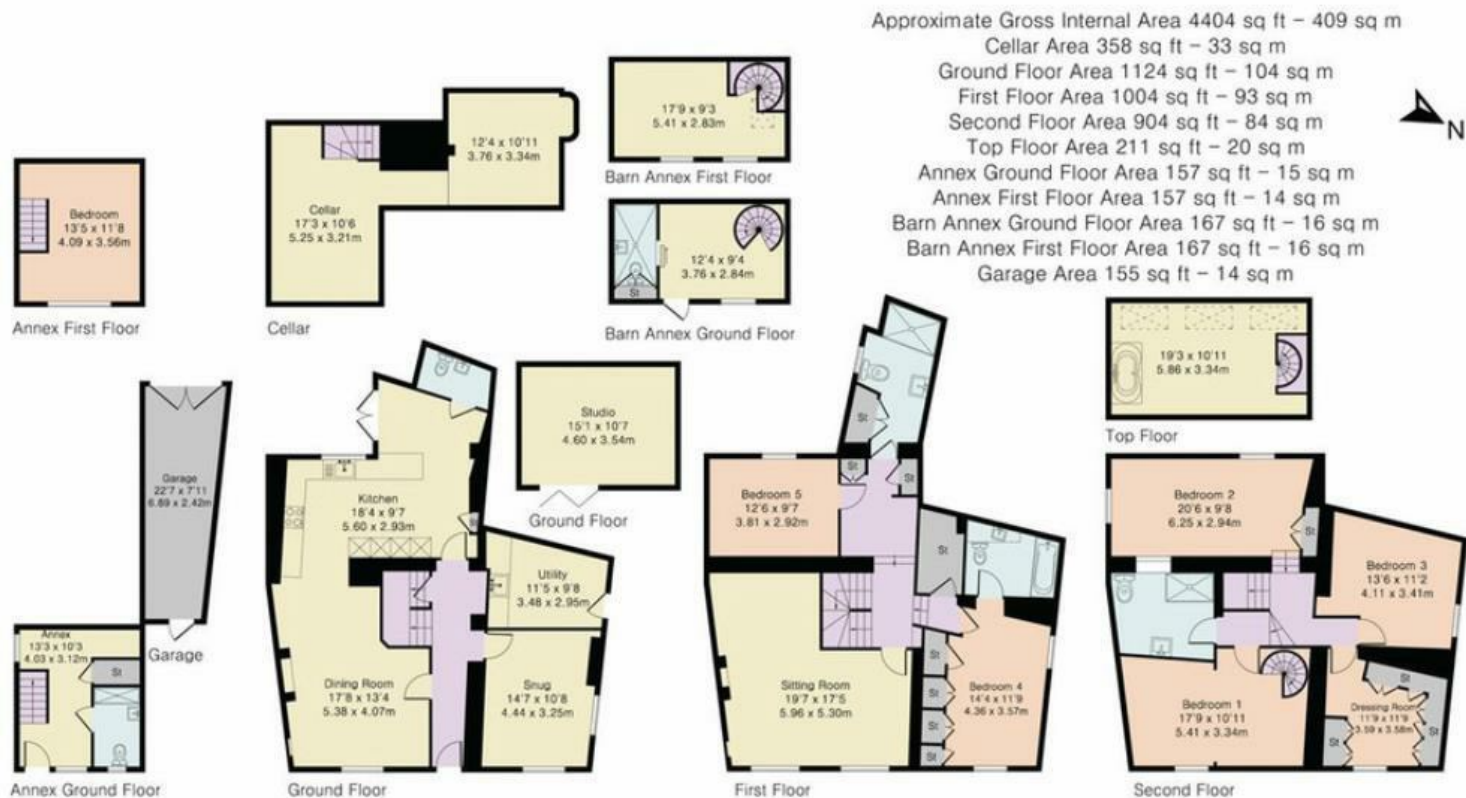 Approximate Gross Internal Area 4404 sq ft – 409 sq m
Cellar Area 358 sq ft – 33 sq m
Ground Floor Area 1124 sq ft – 104 sq m
First Floor Area 1004 sq ft – 93 sq m
Second Floor Area 904 sq ft – 84 sq m
Top Floor Area 211 sq ft – 20 sq m
Annex Ground Floor Area 157 sq ft – 15 sq m
Annex First Floor Area 157 sq ft – 14 sq m
Barn Annex Ground Floor Area 167 sq ft – 16 sq m
Barn Annex First Floor Area 167 sq ft – 16 sq m
Garage Area 155 sq ft – 14 sq m
N
Bedroom
13'5 x 11'8
4.09 x 3.56m
Annex First Floor
12'4 x 10'11
3.76 x 3.34m
Cellar
17'3 x 10'6
5.25 x 3.21m
Cellar
17'9 x 9'3
5.41 x 2.83m
Barn Annex First Floor
12'4 x 9'4
3.76 x 2.84m
St
Barn Annex Ground Floor
Garage
22'7 x 7'11
6.89 x 2.42m
Garage
Annex
13'3 x 10'3
4.03 x 3.12m
St
Annex Ground Floor
Kitchen
18'4 x 9'7
5.60 x 2.93m
St
Utility
11'5 x 9'8
3.48 x 2.95m
Dining Room
17'8 x 13'4
5.38 x 4.07m
Snug
14'7 x 10'8
4.44 x 3.25m
Ground Floor
Studio
15'1 x 10'7
4.60 x 3.54m
Ground Floor
St
St
St
Bedroom 5
12'6 x 9'7
3.81 x 2.92m
St
Sitting Room
19'7 x 17'5
5.96 x 5.30m
St
St
St
St
Bedroom 4
14'4 x 11'9
4.36 x 3.57m
First Floor
19'3 x 10'11
5.86 x 3.34m
Top Floor
Bedroom 2
20'6 x 9'8
6.25 x 2.94m
St
Bedroom 3
13'6 x 11'2
4.11 x 3.41m
Bedroom 1
17'9 x 10'11
5.41 x 3.34m
St
Dressing Room
11'9 x 11'9
3.59 x 3.58m
St
St
Second Floor